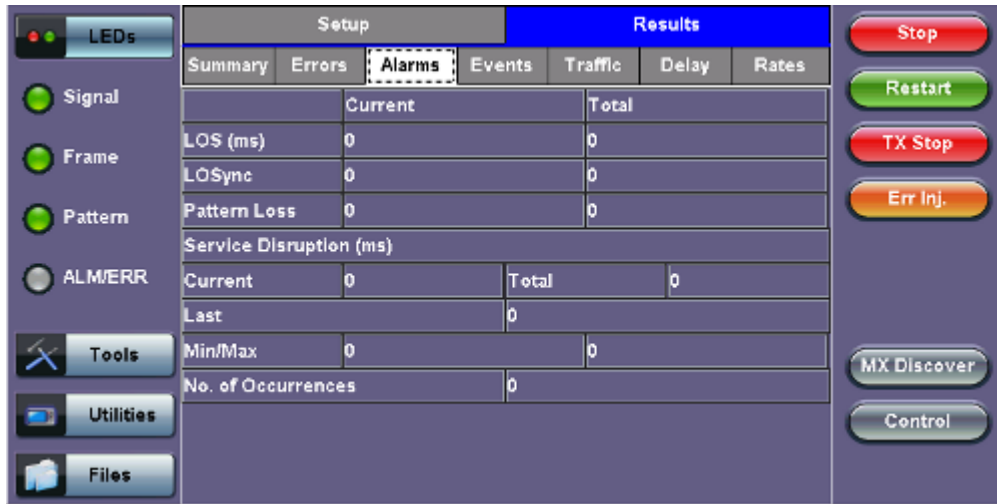 LEDs
Signal
Frame
Pattern
ALM/ERR
Tools
Utilities
Files
Setup Results
Summary Errors Alarms Events Traffic Delay Rates
Current Total
LOS (ms) 0 0
LOSync 0 0
Pattern Loss 0 0
Service Disruption (ms)
Current 0 Total 0
Last 0
Min/Max 0 0
No. of Occurrences 0
Stop
Restart
TX Stop
Err Inj.
MX Discover
Control